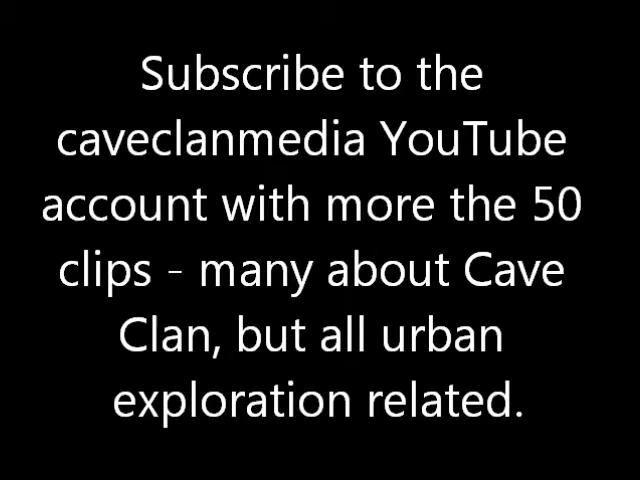 Subscribe to the
caveclanmedia YouTube
account with more the 50
clips - many about Cave
Clan, but all urban
exploration related.